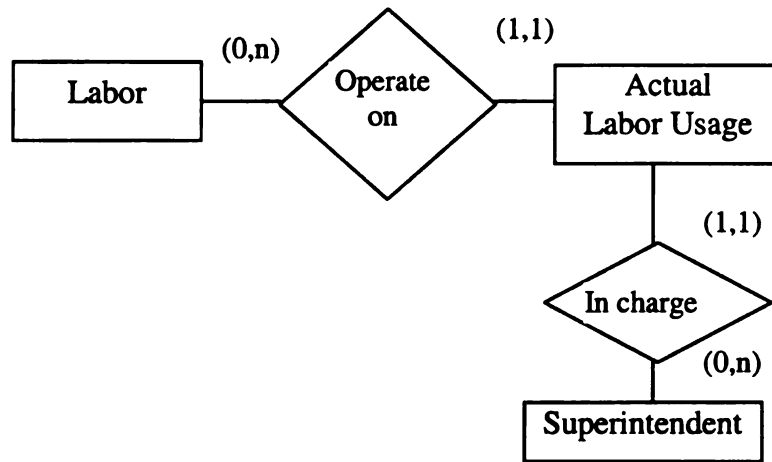 (0,n)
(1,1)
Labor
Operate
on
Actual
Labor Usage
(1,1)
In charge
(0,n)
Superintendent